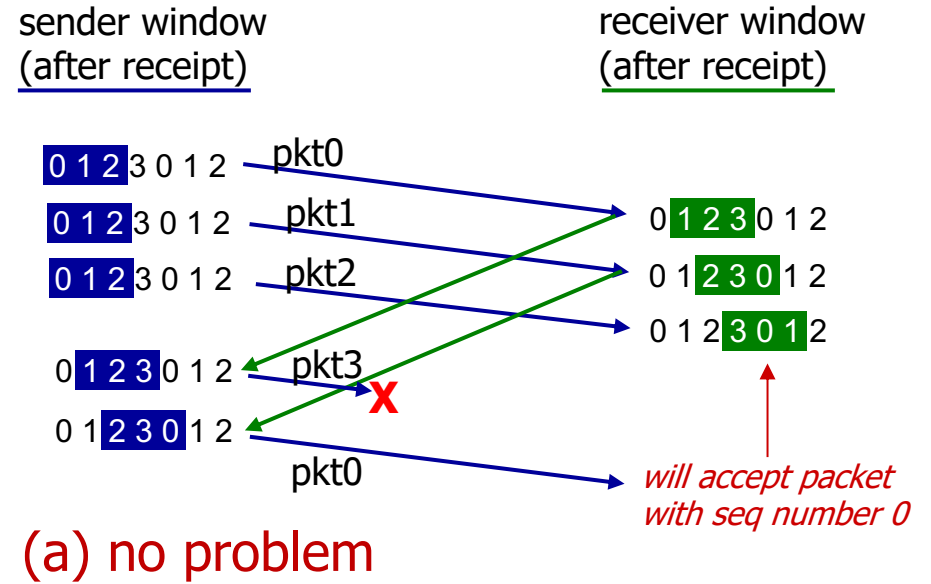 sender window
(after receipt)
receiver window
(after receipt)
0 1 2 3 0 1 2
pkt0
0 1 2 3 0 1 2
pkt1
0 1 2 3 0 1 2
0 1 2 3 0 1 2
pkt2
0 1 2 3 0 1 2
0 1 2 3 0 1 2
0 1 2 3 0 1 2
pkt3
X
0 1 2 3 0 1 2
pkt0
will accept packet
with seq number 0
(a) no problem